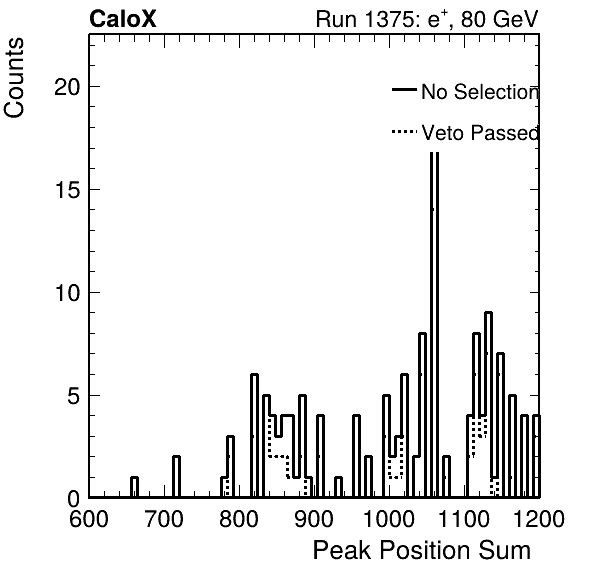 CaloX Run 1375: e⁺, 80 GeV
Counts
20
15
10
5
0
No Selection
Veto Passed
600 700 800 900 1000 1100 1200
Peak Position Sum